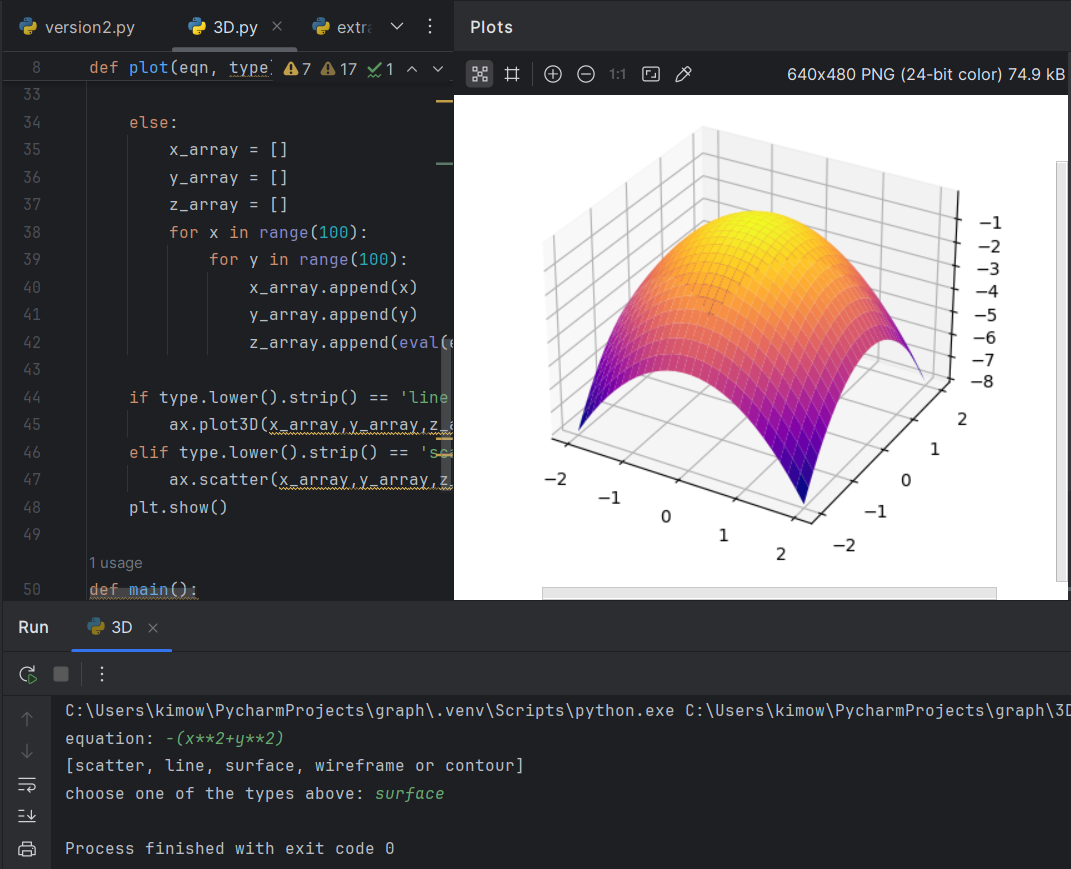 version2.py 3D.py extra
Plots
8 def plot(eqn, type) 7 17 1
1:1 640x480 PNG (24-bit color) 74.9 kB
33
34 else:
35 x_array = []
36 y_array = []
37 z_array = []
38 for x in range(100):
39 for y in range(100):
40 x_array.append(x)
41 y_array.append(y)
42 z_array.append(eval(e
43
44 if type.lower().strip() == 'line
45 ax.plot3D(x_array,y_array,z_a
46 elif type.lower().strip() == 'sca
47 ax.scatter(x_array,y_array,z_
48 plt.show()
49
1 usage
50 def main():
−1
−2
−3
−4
−5
−6
−7
−8
−2
−1
0
1
2
2
1
0
−1
−2
Run 3D
C:\Users\kimow\PycharmProjects\graph\.venv\Scripts\python.exe C:\Users\kimow\PycharmProjects\graph\3D
equation: -(x**2+y**2)
[scatter, line, surface, wireframe or contour]
choose one of the types above: surface
Process finished with exit code 0